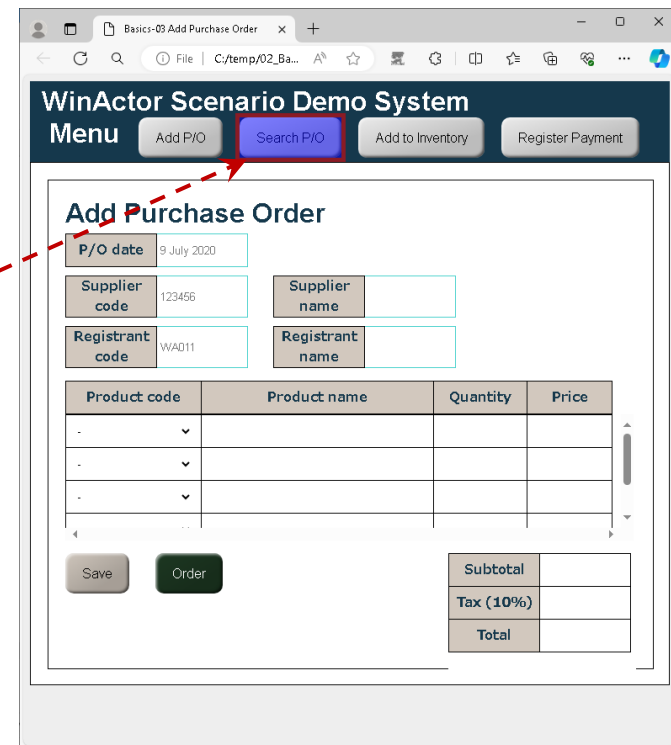 Basics-03 Add Purchase Order
File | C:/temp/02_Ba...
WinActor Scenario Demo System
Menu
Add P/O
Search P/O
Add to Inventory
Register Payment
Add Purchase Order
P/O date
9 July 2020
Supplier code
123456
Supplier name
Registrant code
WA011
Registrant name
Product code
Product name
Quantity
Price
-
-
-
Save
Order
Subtotal
Tax (10%)
Total